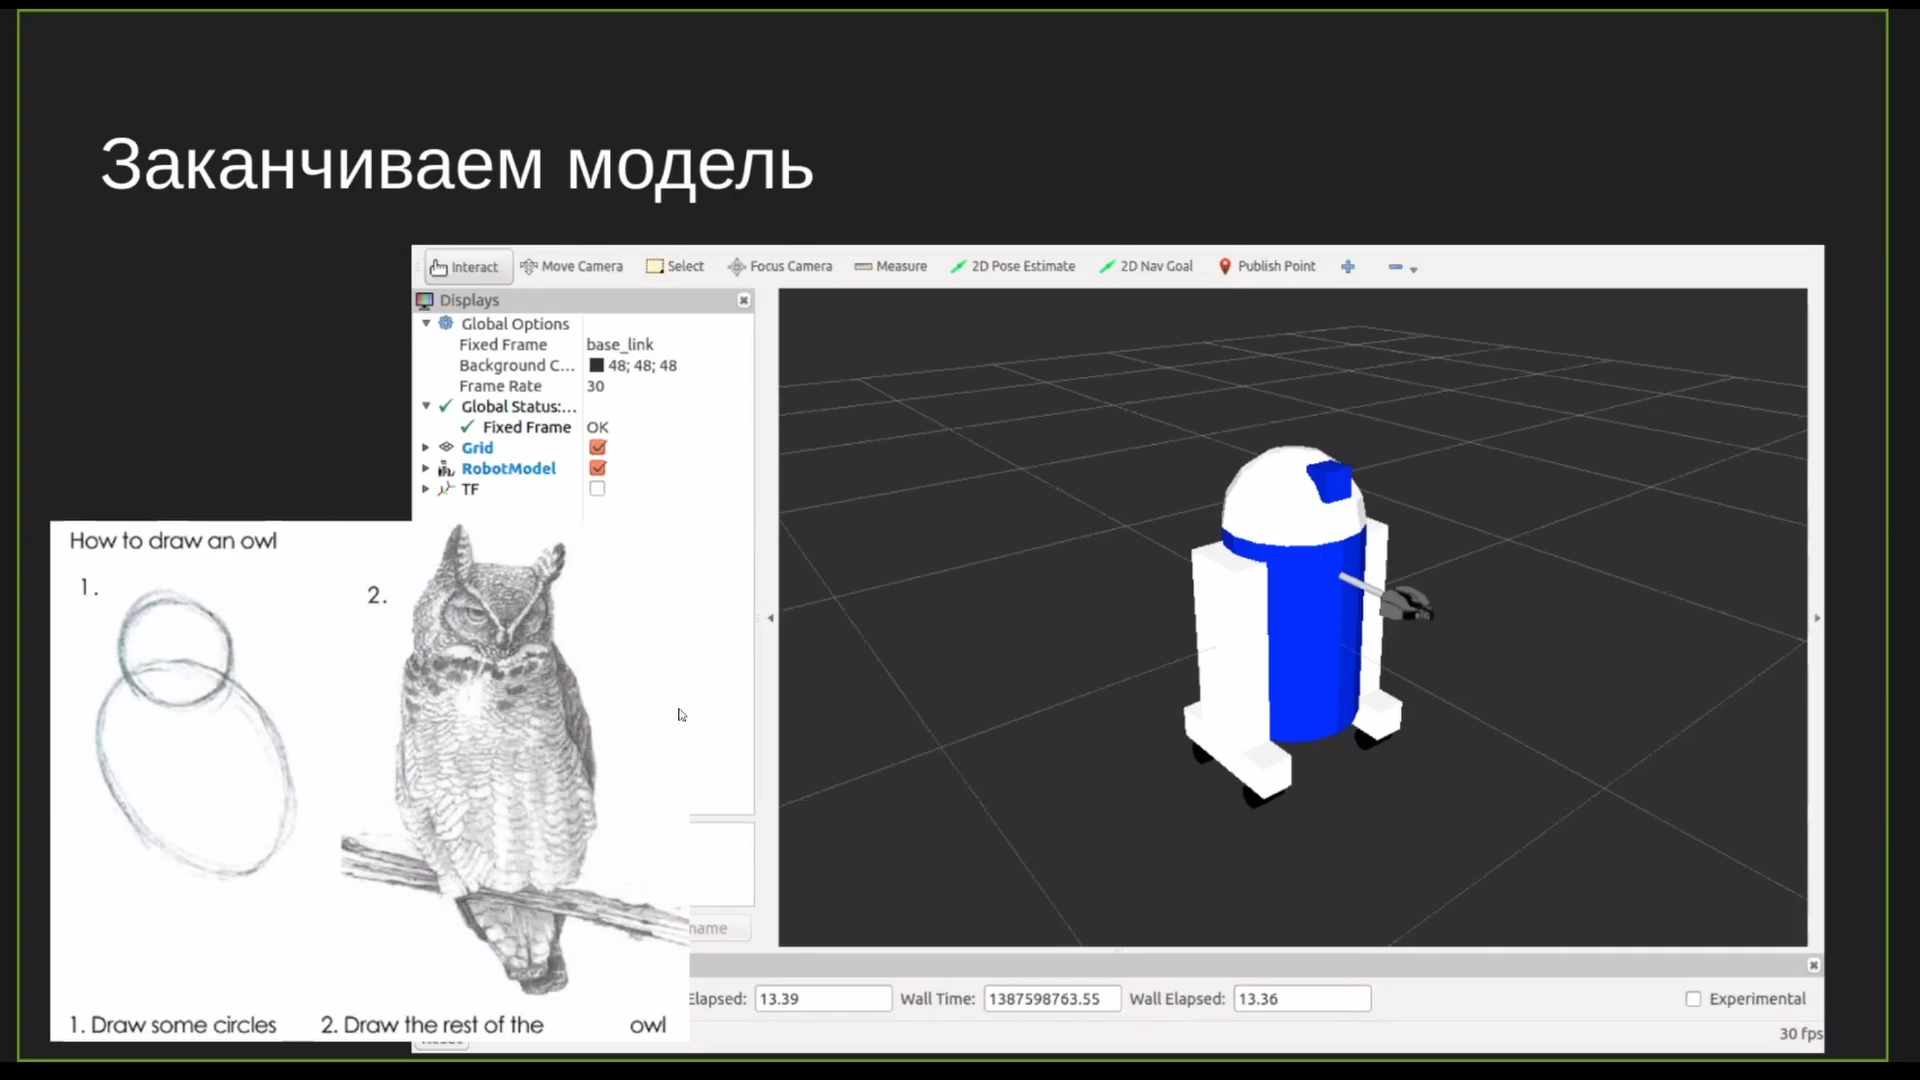 Заканчиваем модель
Interact Move Camera Select Focus Camera Measure 2D Pose Estimate 2D Nav Goal Publish Point
Displays
Global Options
Fixed Frame base_link
Background C... 48; 48; 48
Frame Rate 30
Global Status:...
Fixed Frame OK
Grid
RobotModel
TF
How to draw an owl
1.
2.
1. Draw some circles 2. Draw the rest of the owl
name
Elapsed: 13.39 Wall Time: 1387598763.55 Wall Elapsed: 13.36 Experimental
30 fps